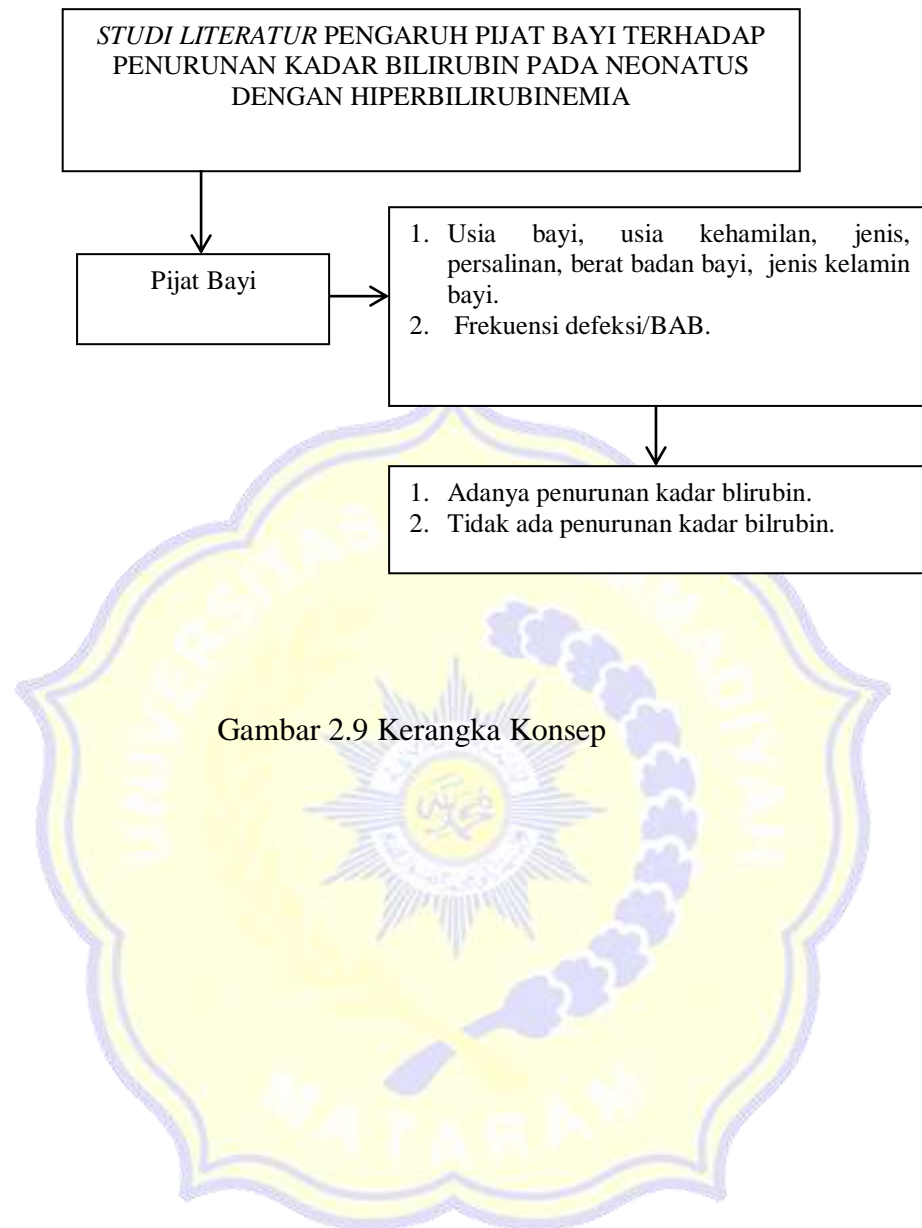 STUDI LITERATUR PENGARUH PIJAT BAYI TERHADAP
PENURUNAN KADAR BILIRUBIN PADA NEONATUS
DENGAN HIPERBILIRUBINEMIA
Pijat Bayi
1. Usia bayi, usia kehamilan, jenis,
persalinan, berat badan bayi, jenis kelamin
bayi.
2. Frekuensi defeksi/BAB.
1. Adanya penurunan kadar blirubin.
2. Tidak ada penurunan kadar bilrubin.
Gambar 2.9 Kerangka Konsep
UNIVERSITAS
MATARAM